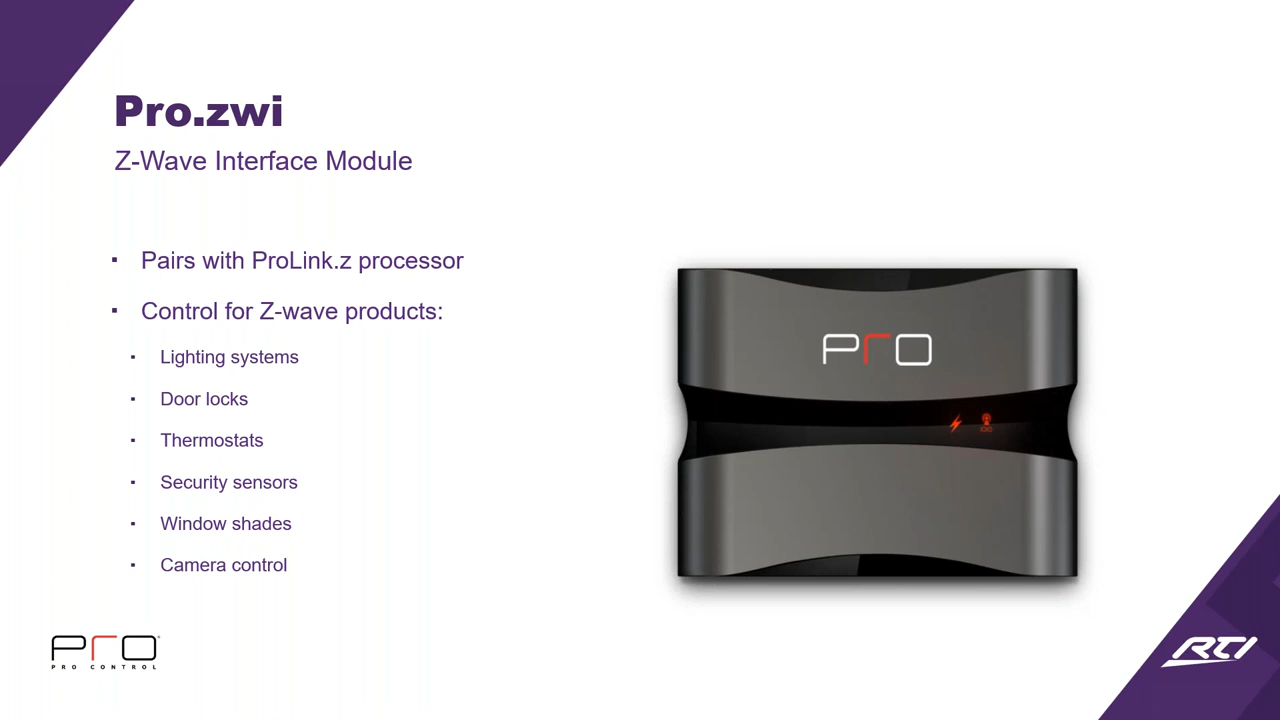 Pro.zwi
Z-Wave Interface Module
▪ Pairs with ProLink.z processor
▪ Control for Z-wave products:
▪ Lighting systems
▪ Door locks
▪ Thermostats
▪ Security sensors
▪ Window shades
▪ Camera control
PrO
PrO
PRO CONTROL
RTI